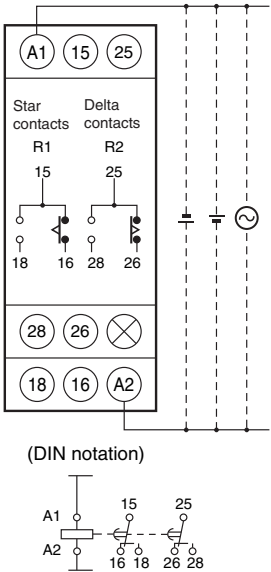 A1 15 25
Star contacts Delta contacts
R1 R2
15 25
18 16 28 26
28 26
18 16 A2
(DIN notation)
15 25
A1
A2
16 18 26 28